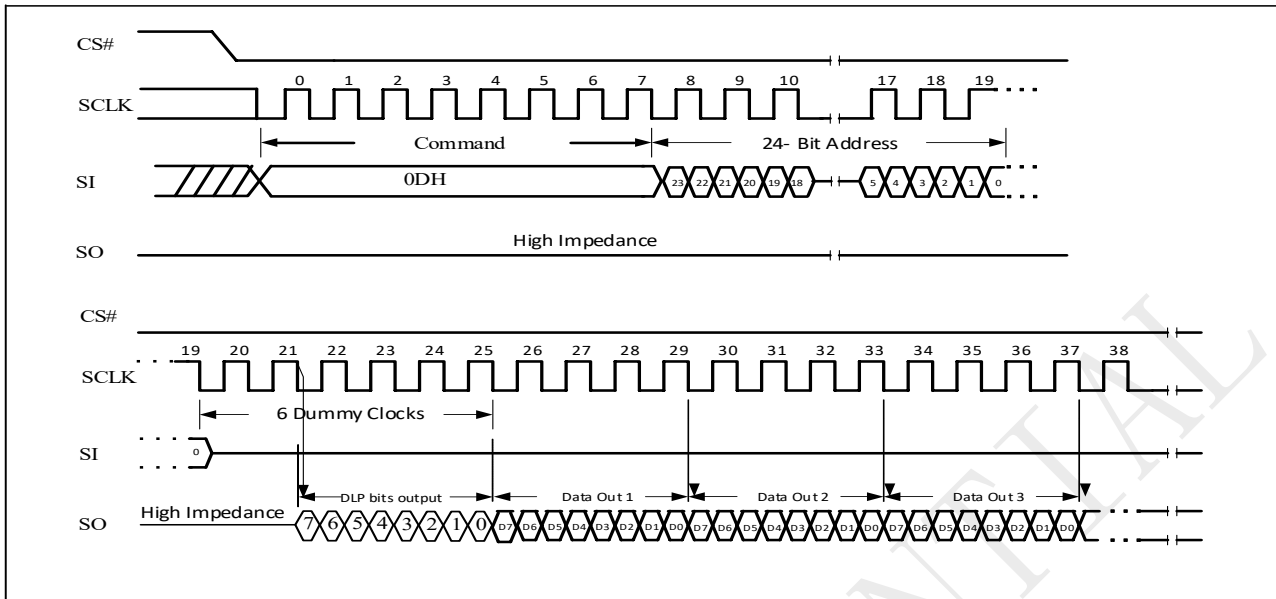 CS#
0 1 2 3 4 5 6 7 8 9 10 17 18 19
SCLK
Command 24- Bit Address
SI 0DH 23 22 21 20 19 18 5 4 3 2 1 0
High Impedance
SO
CS#
19 20 21 22 23 24 25 26 27 28 29 30 31 32 33 34 35 36 37 38
SCLK
6 Dummy Clocks
SI 0
DLP bits output Data Out 1 Data Out 2 Data Out 3
High Impedance
SO 7 6 5 4 3 2 1 0 D7 D6 D5 D4 D3 D2 D1 D0 D7 D6 D5 D4 D3 D2 D1 D0 D7 D6 D5 D4 D3 D2 D1 D0
NTIAL